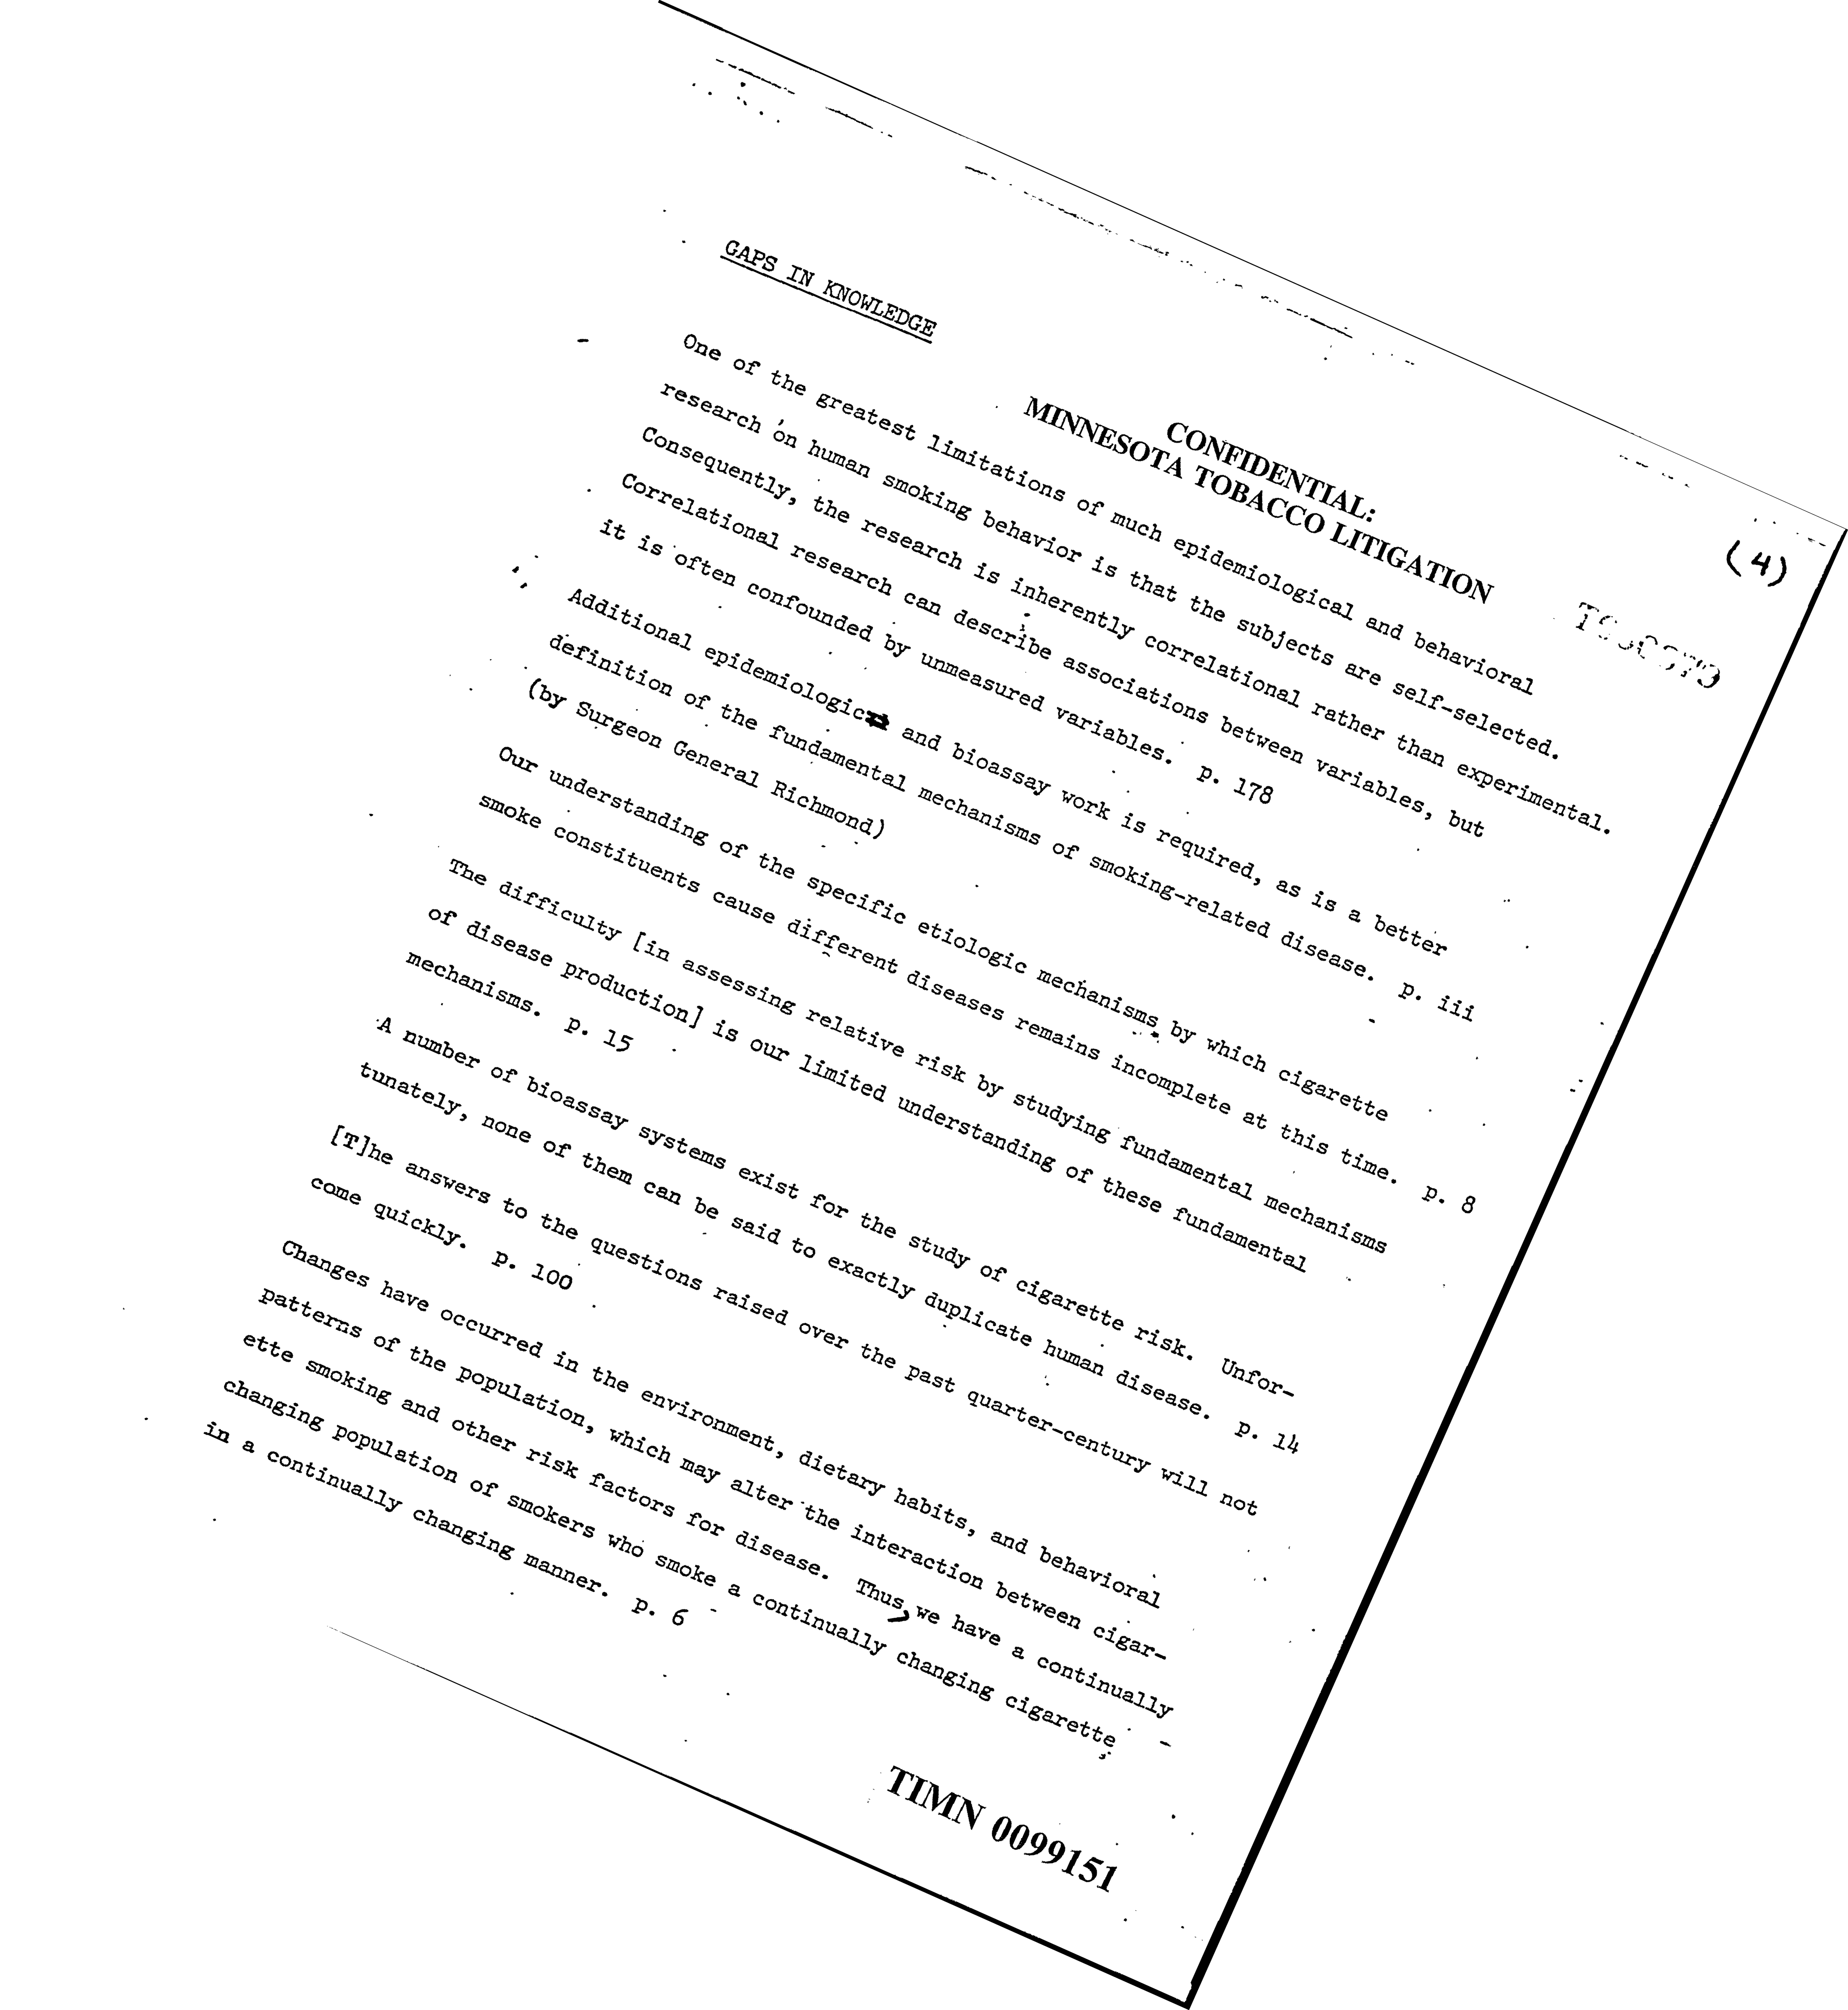 (4)
CONFIDENTIAL:
MINNESOTA TOBACCO LITIGATION
GAPS IN KNOWLEDGE
One of the greatest limitations of much epidemiological and behavioral
research on human smoking behavior is that the subjects are self-selected.
Consequently, the research is inherently correlational rather than experimental.
Correlational research can describe associations between variables, but
it is often confounded by unmeasured variables. p. 178
Additional epidemiologic and bioassay work is required, as is a better
definition of the fundamental mechanisms of smoking-related disease. p. iii
(by Surgeon General Richmond)
Our understanding of the specific etiologic mechanisms by which cigarette
smoke constituents cause different diseases remains incomplete at this time. p. 8
The difficulty [in assessing relative risk by studying fundamental mechanisms
of disease production] is our limited understanding of these fundamental
mechanisms. p. 15
A number of bioassay systems exist for the study of cigarette risk. Unfor-
tunately, none of them can be said to exactly duplicate human disease. p. 14
[T]he answers to the questions raised over the past quarter-century will not
come quickly. p. 100
Changes have occurred in the environment, dietary habits, and behavioral
patterns of the population, which may alter the interaction between cigar-
ette smoking and other risk factors for disease. Thus, we have a continually
changing population of smokers who smoke a continually changing cigarette
in a continually changing manner. p. 6
TIMN 0099151